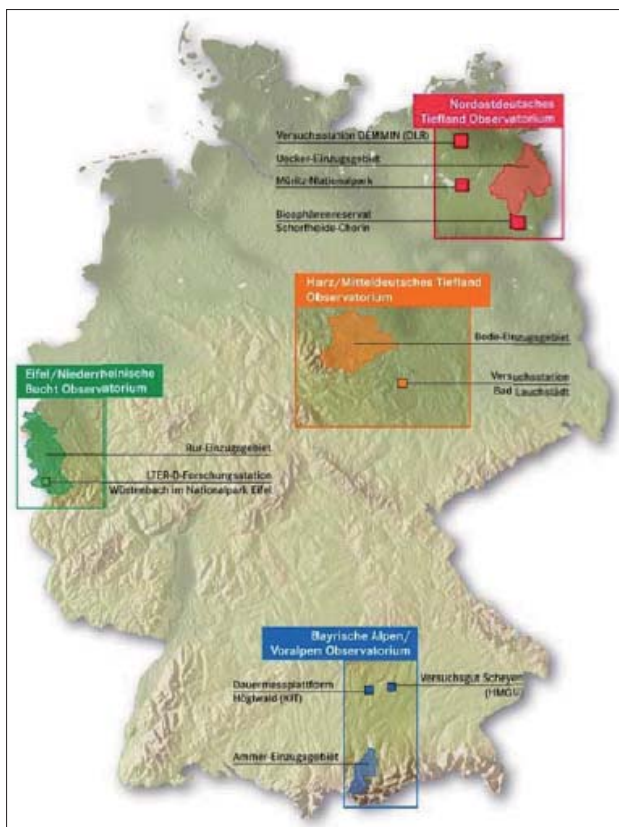 Nordostdeutsches
Tiefland Observatorium
Versuchsstation DEMMIN (DLR)
Uecker-Einzugsgebiet
Müritz-Nationalpark
Biosphärenreservat
Schorfheide-Chorin
Harz/Mitteldeutsches Tiefland
Observatorium
Bode-Einzugsgebiet
Versuchsstation
Bad Lauchstädt
Eifel/Niederrheinische
Bucht Observatorium
Rur-Einzugsgebiet
LTER-D-Forschungsstation
Wüstenbach im Nationalpark Eifel
Bayrische Alpen/
Voralpen Observatorium
Dauermessplattform
Höglwald (KIT)
Versuchsgut Scheyern
(HMGU)
Ammer-Einzugsgebiet